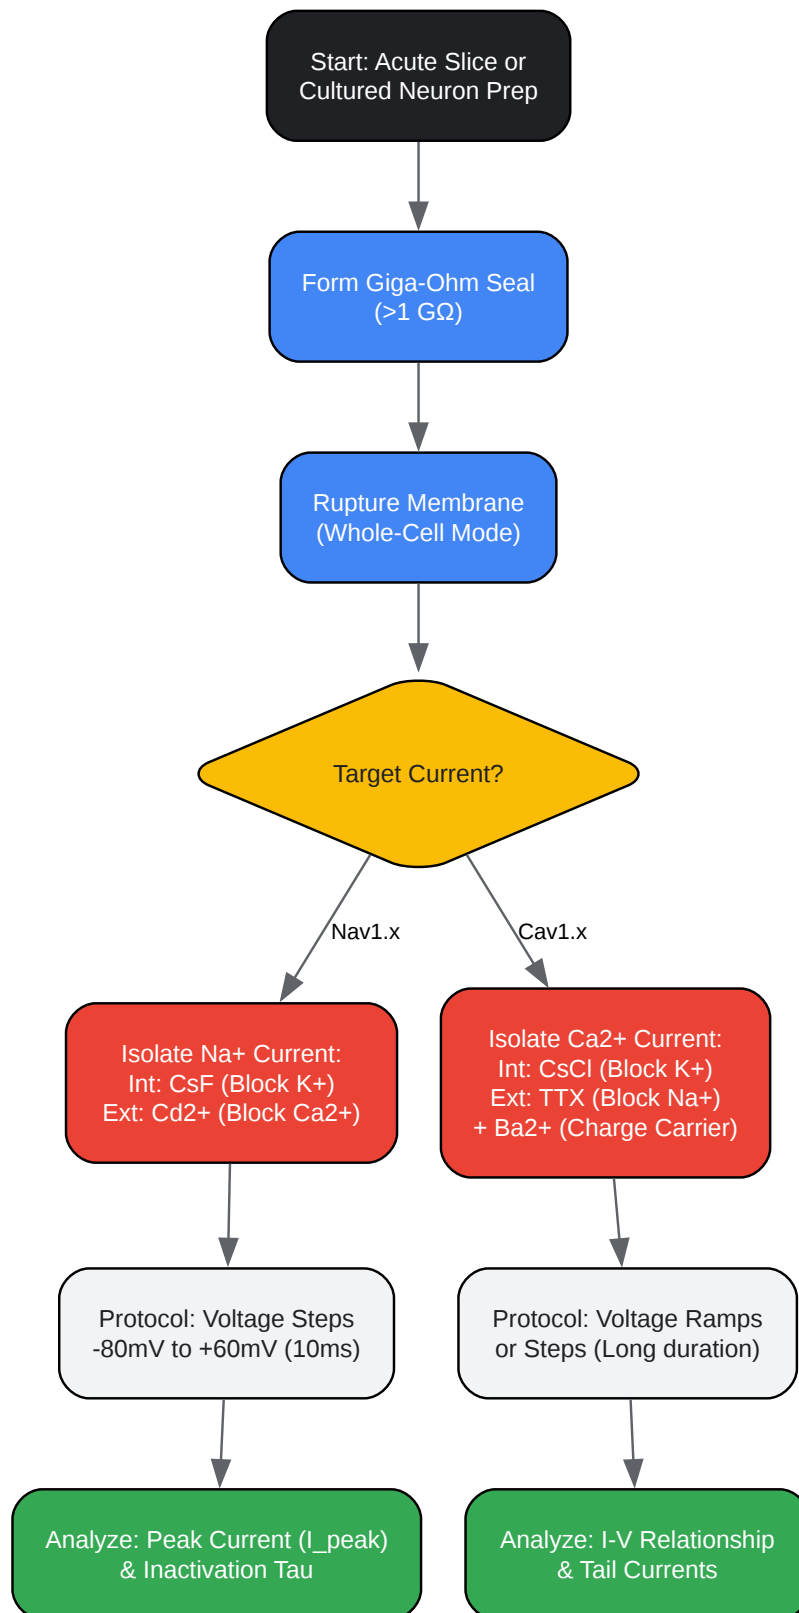 Start: Acute Slice or
Cultured Neuron Prep
Form Giga-Ohm Seal
(>1 GΩ)
Rupture Membrane
(Whole-Cell Mode)
Target Current?
Nav1.x
Cav1.x
Isolate Na+ Current:
Int: CsF (Block K+)
Ext: Cd2+ (Block Ca2+)
Isolate Ca2+ Current:
Int: CsCl (Block K+)
Ext: TTX (Block Na+)
+ Ba2+ (Charge Carrier)
Protocol: Voltage Steps
-80mV to +60mV (10ms)
Protocol: Voltage Ramps
or Steps (Long duration)
Analyze: Peak Current (I_peak)
& Inactivation Tau
Analyze: I-V Relationship
& Tail Currents